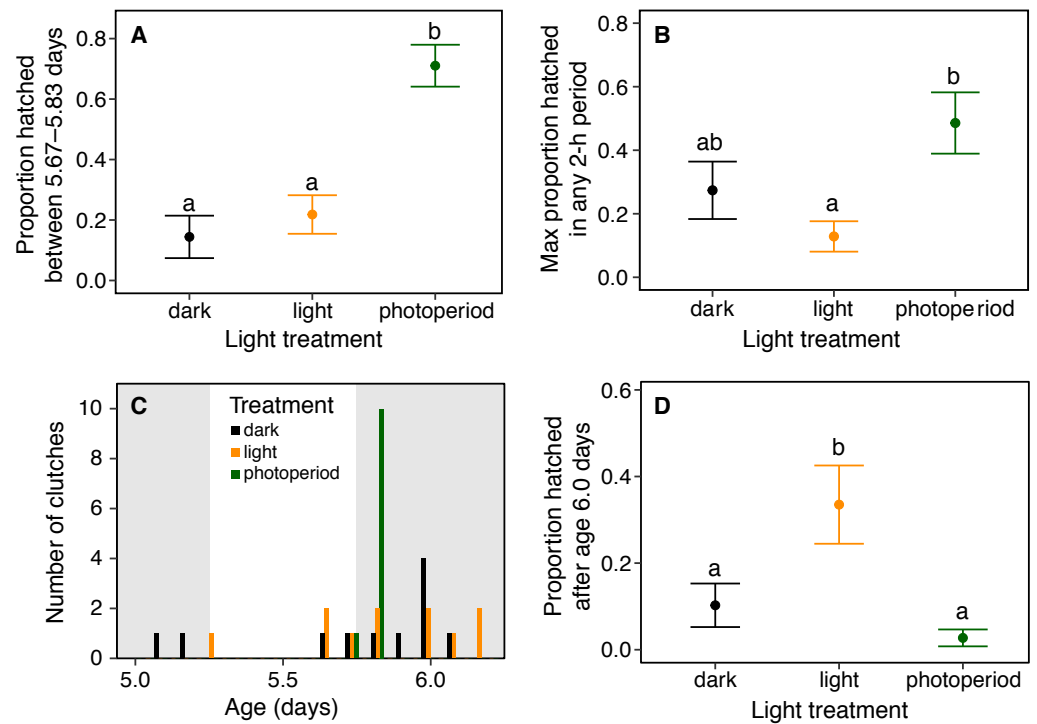 A
Proportion hatched
between 5.67–5.83 days
0.8
0.6
0.4
0.2
0.0
a
a
b
dark light photoperiod
Light treatment
B
Max proportion hatched
in any 2-h period
0.8
0.6
0.4
0.2
0.0
ab
a
b
dark light photoperiod
Light treatment
C
Number of clutches
10
8
6
4
2
0
Treatment
dark
light
photoperiod
5.0 5.5 6.0
Age (days)
D
Proportion hatched
after age 6.0 days
0.6
0.4
0.2
0.0
a
b
a
dark light photoperiod
Light treatment